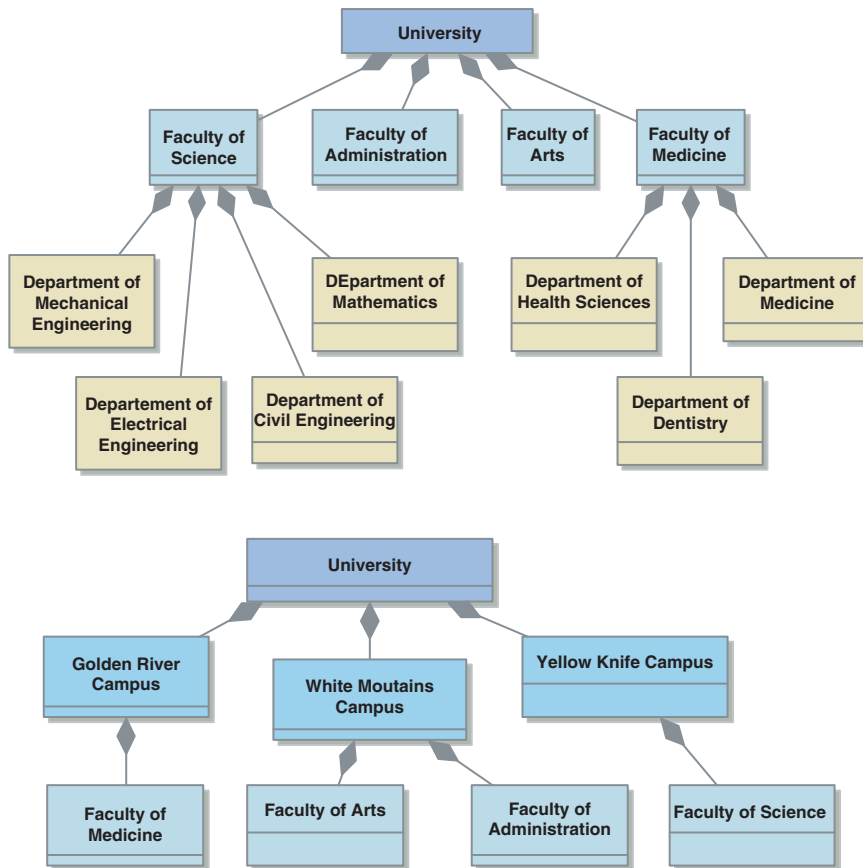 University
Faculty of
Science
Faculty of
Administration
Faculty of
Arts
Faculty of
Medicine
Department of
Mechanical
Engineering
DEpartment of
Mathematics
Department of
Health Sciences
Department of
Medicine
Departement of
Electrical
Engineering
Department of
Civil Engineering
Department of
Dentistry
University
Golden River
Campus
White Moutains
Campus
Yellow Knife Campus
Faculty of
Medicine
Faculty of Arts
Faculty of
Administration
Faculty of Science